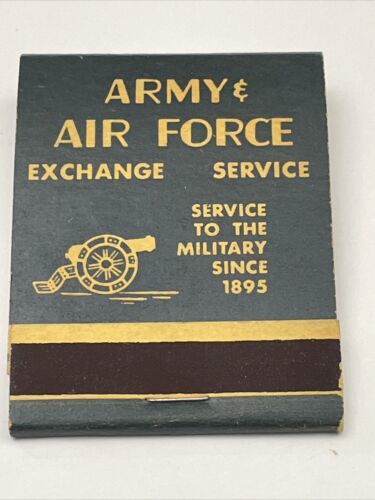 ARMY &
AIR FORCE
EXCHANGE SERVICE
SERVICE
TO THE
MILITARY
SINCE
1895